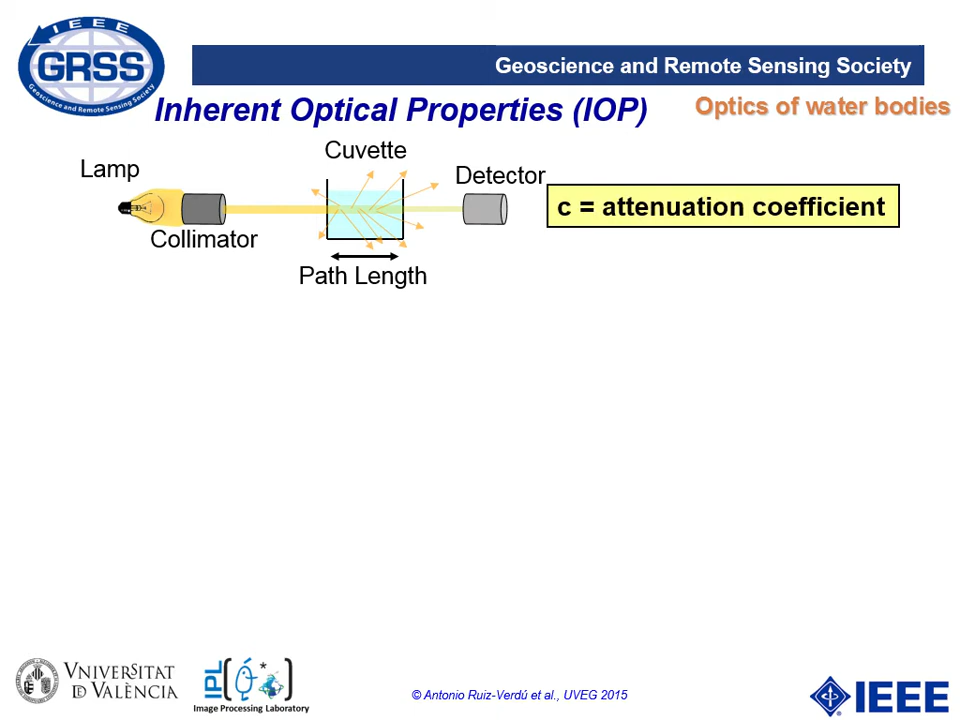 IEEE
GRSS
Geoscience and Remote Sensing Society
Geoscience and Remote Sensing Society
Inherent Optical Properties (IOP)
Optics of water bodies
Lamp
Cuvette
Detector
c = attenuation coefficient
Collimator
Path Length
VNIVERSITAT
DE VALÈNCIA
IPL
Image Processing Laboratory
© Antonio Ruiz-Verdú et al., UVEG 2015
IEEE